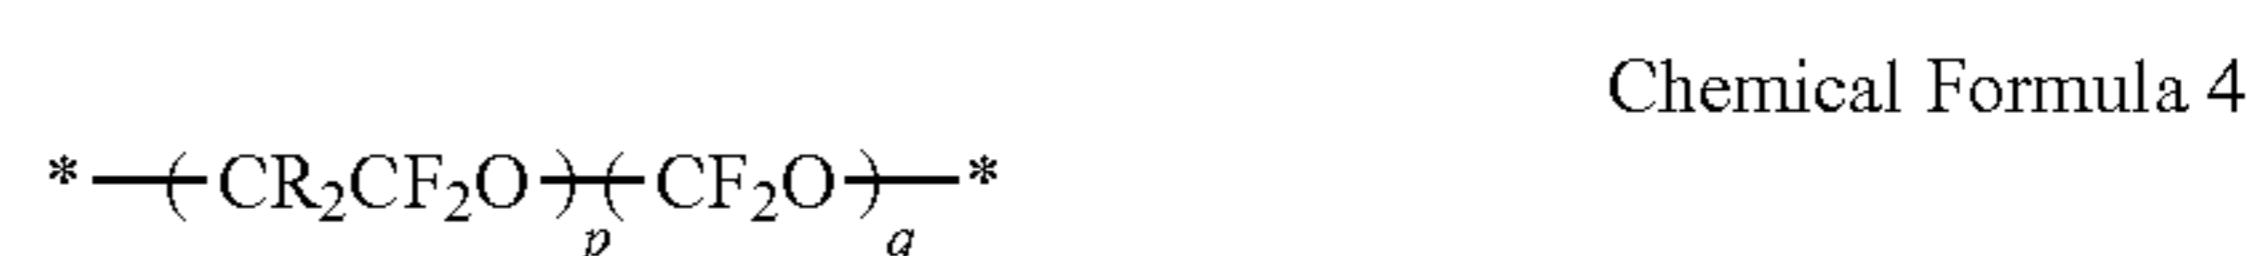 Chemical Formula 4
*—(CR₂CF₂O)ₚ(CF₂O)q—*